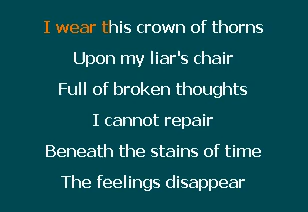 I wear this crown of thorns
Upon my liar's chair
Full of broken thoughts
I cannot repair
Beneath the stains of time
The feelings disappear